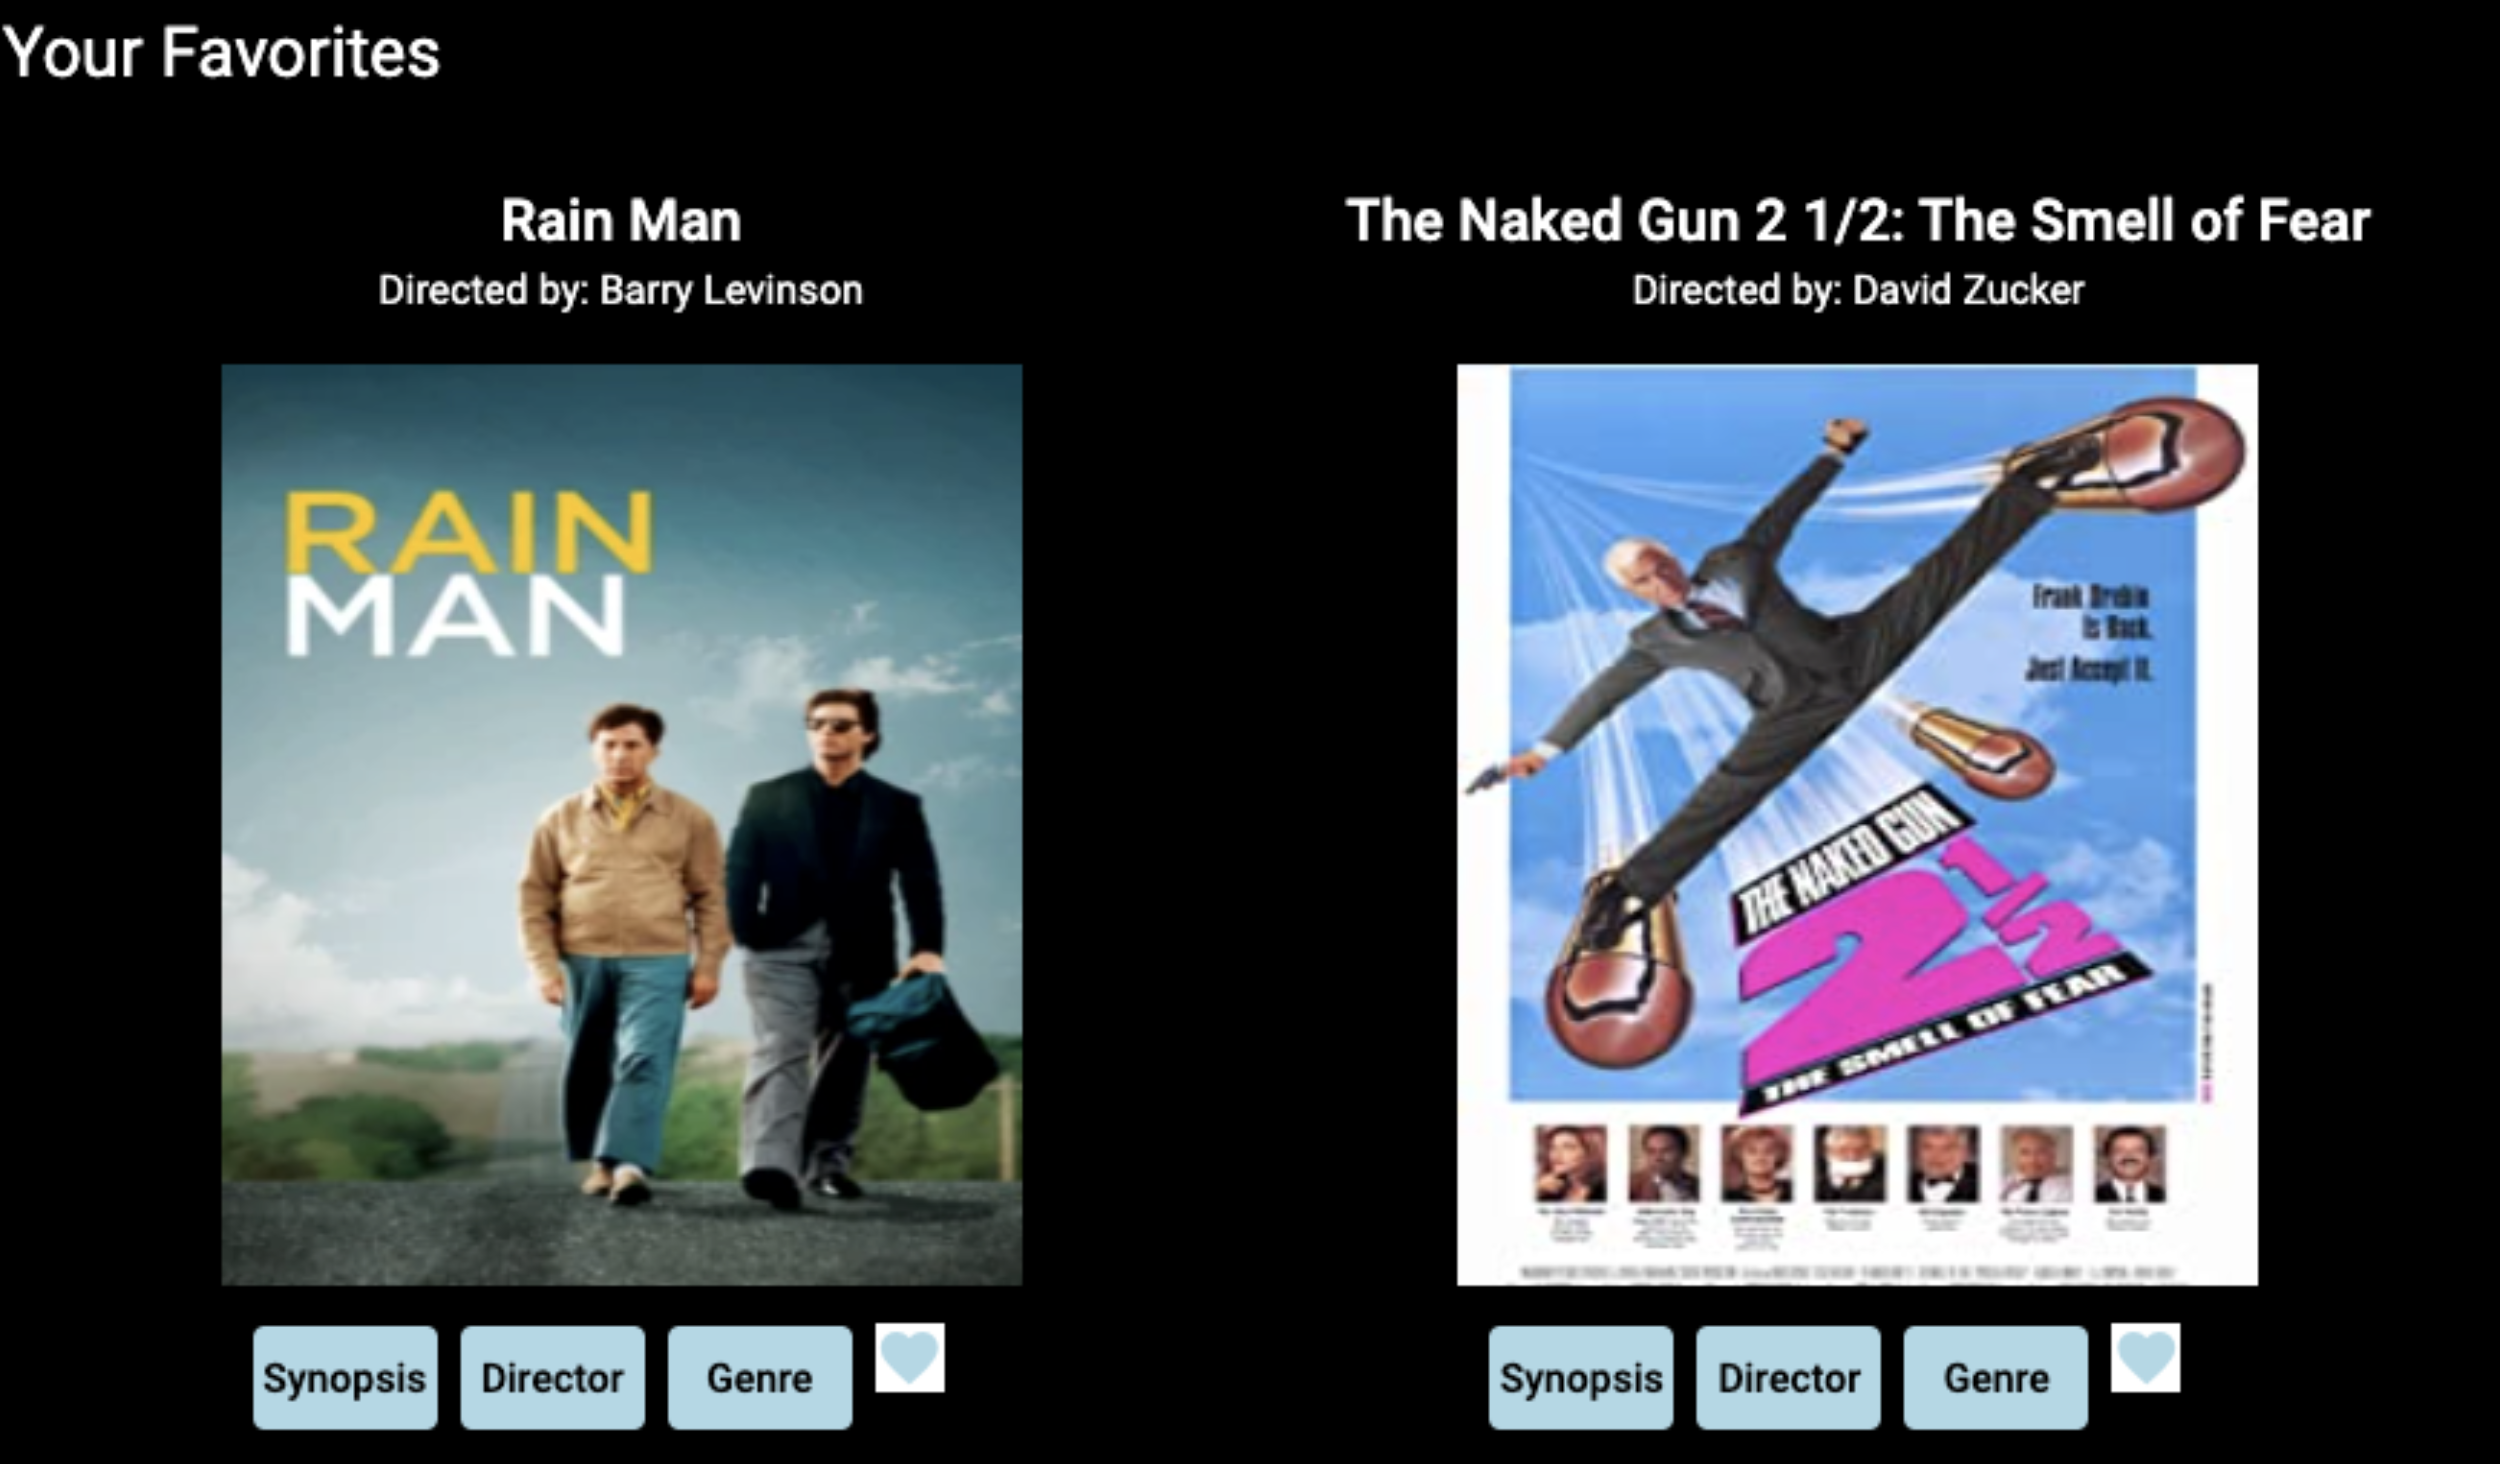 Your Favorites
Rain Man
Directed by: Barry Levinson
RAIN
MAN
Synopsis
Director
Genre
The Naked Gun 2 1/2: The Smell of Fear
Directed by: David Zucker
Frank Drebin
Is Back.
Just Accept It.
THE NAKED GUN
2 1/2
THE SMELL OF FEAR
Synopsis
Director
Genre